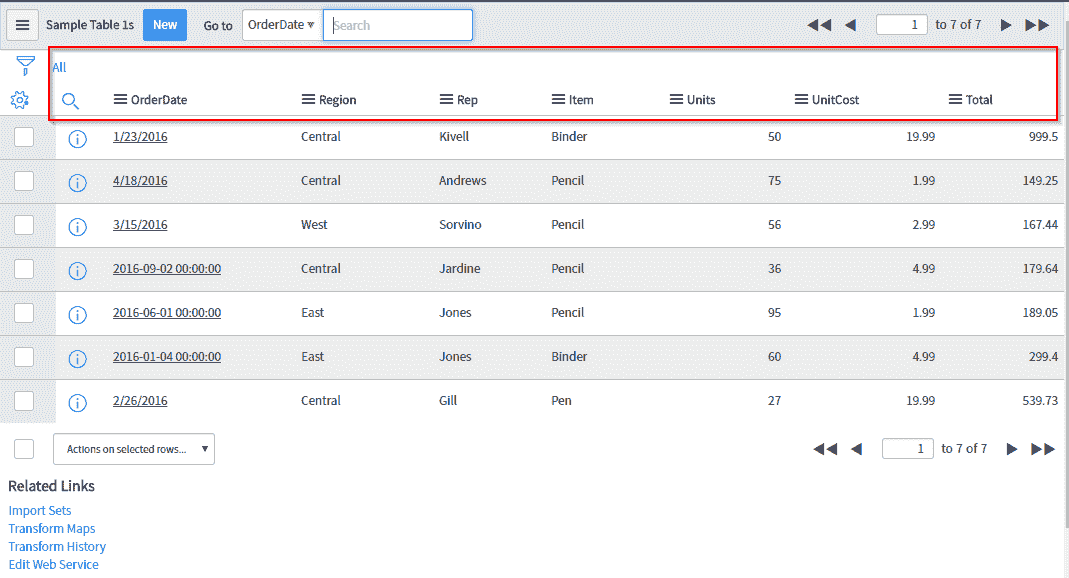 Sample Table 1s New Go to OrderDate Search 1 to 7 of 7
All
OrderDate Region Rep Item Units UnitCost Total
1/23/2016 Central Kivell Binder 50 19.99 999.5
4/18/2016 Central Andrews Pencil 75 1.99 149.25
3/15/2016 West Sorvino Pencil 56 2.99 167.44
2016-09-02 00:00:00 Central Jardine Pencil 36 4.99 179.64
2016-06-01 00:00:00 East Jones Pencil 95 1.99 189.05
2016-01-04 00:00:00 East Jones Binder 60 4.99 299.4
2/26/2016 Central Gill Pen 27 19.99 539.73
Actions on selected rows... 1 to 7 of 7
Related Links
Import Sets
Transform Maps
Transform History
Edit Web Service